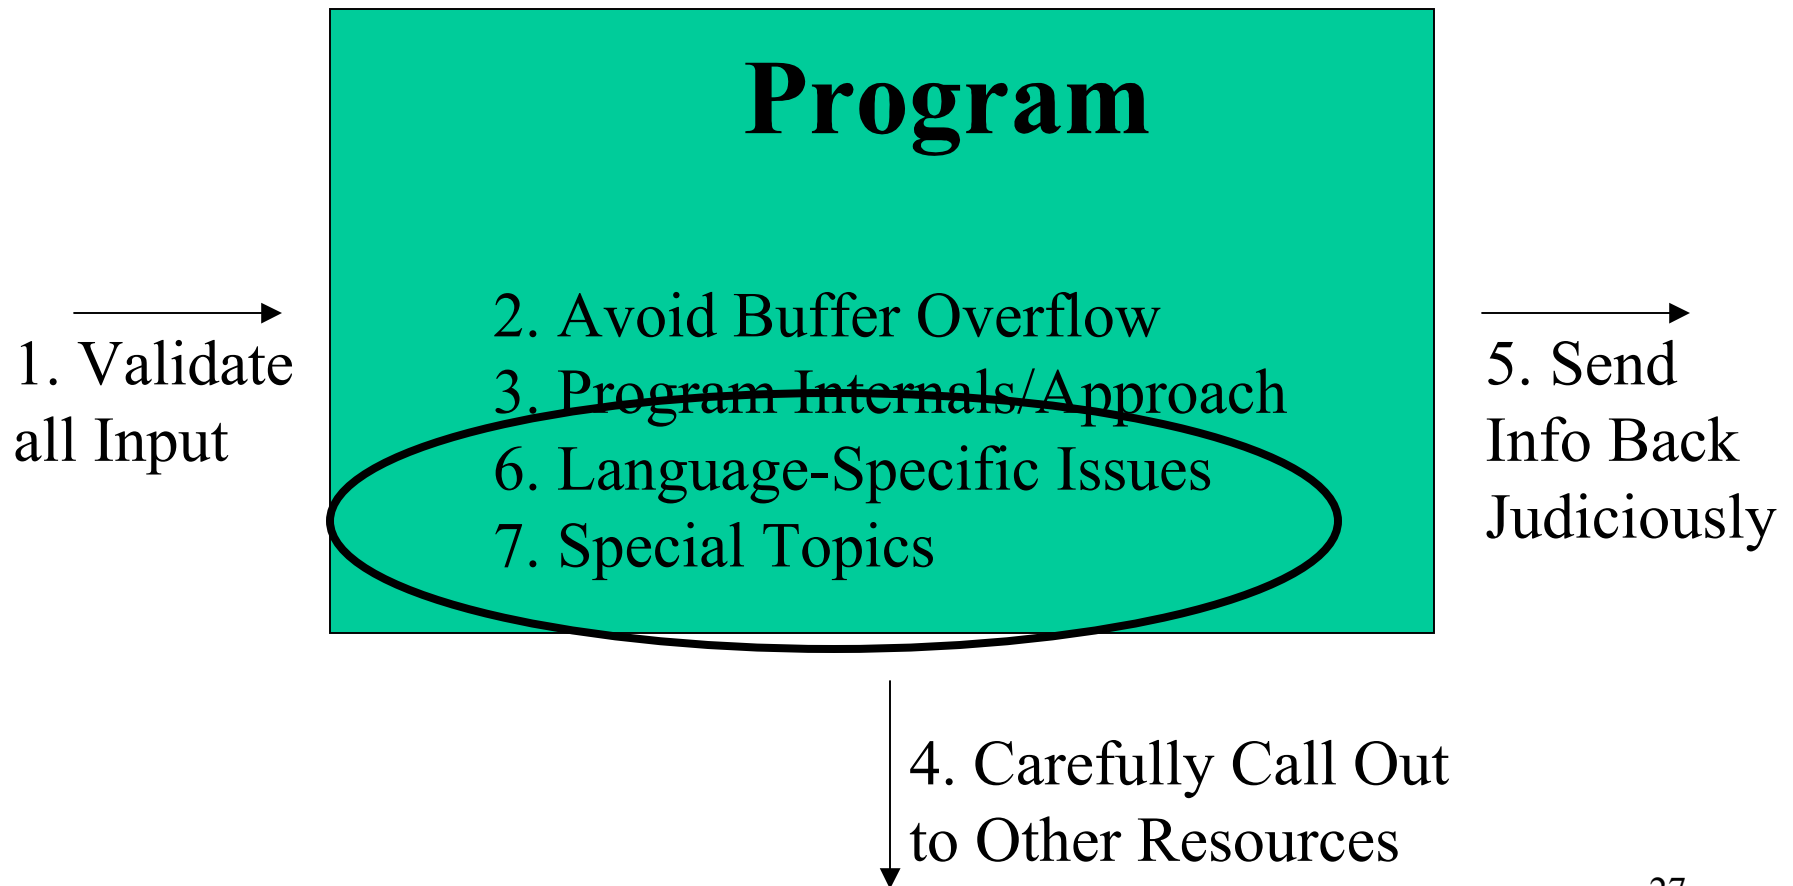 Program
1. Validate
all Input
2. Avoid Buffer Overflow
3. Program Internals/Approach
6. Language-Specific Issues
7. Special Topics
5. Send
Info Back
Judiciously
4. Carefully Call Out
to Other Resources
27